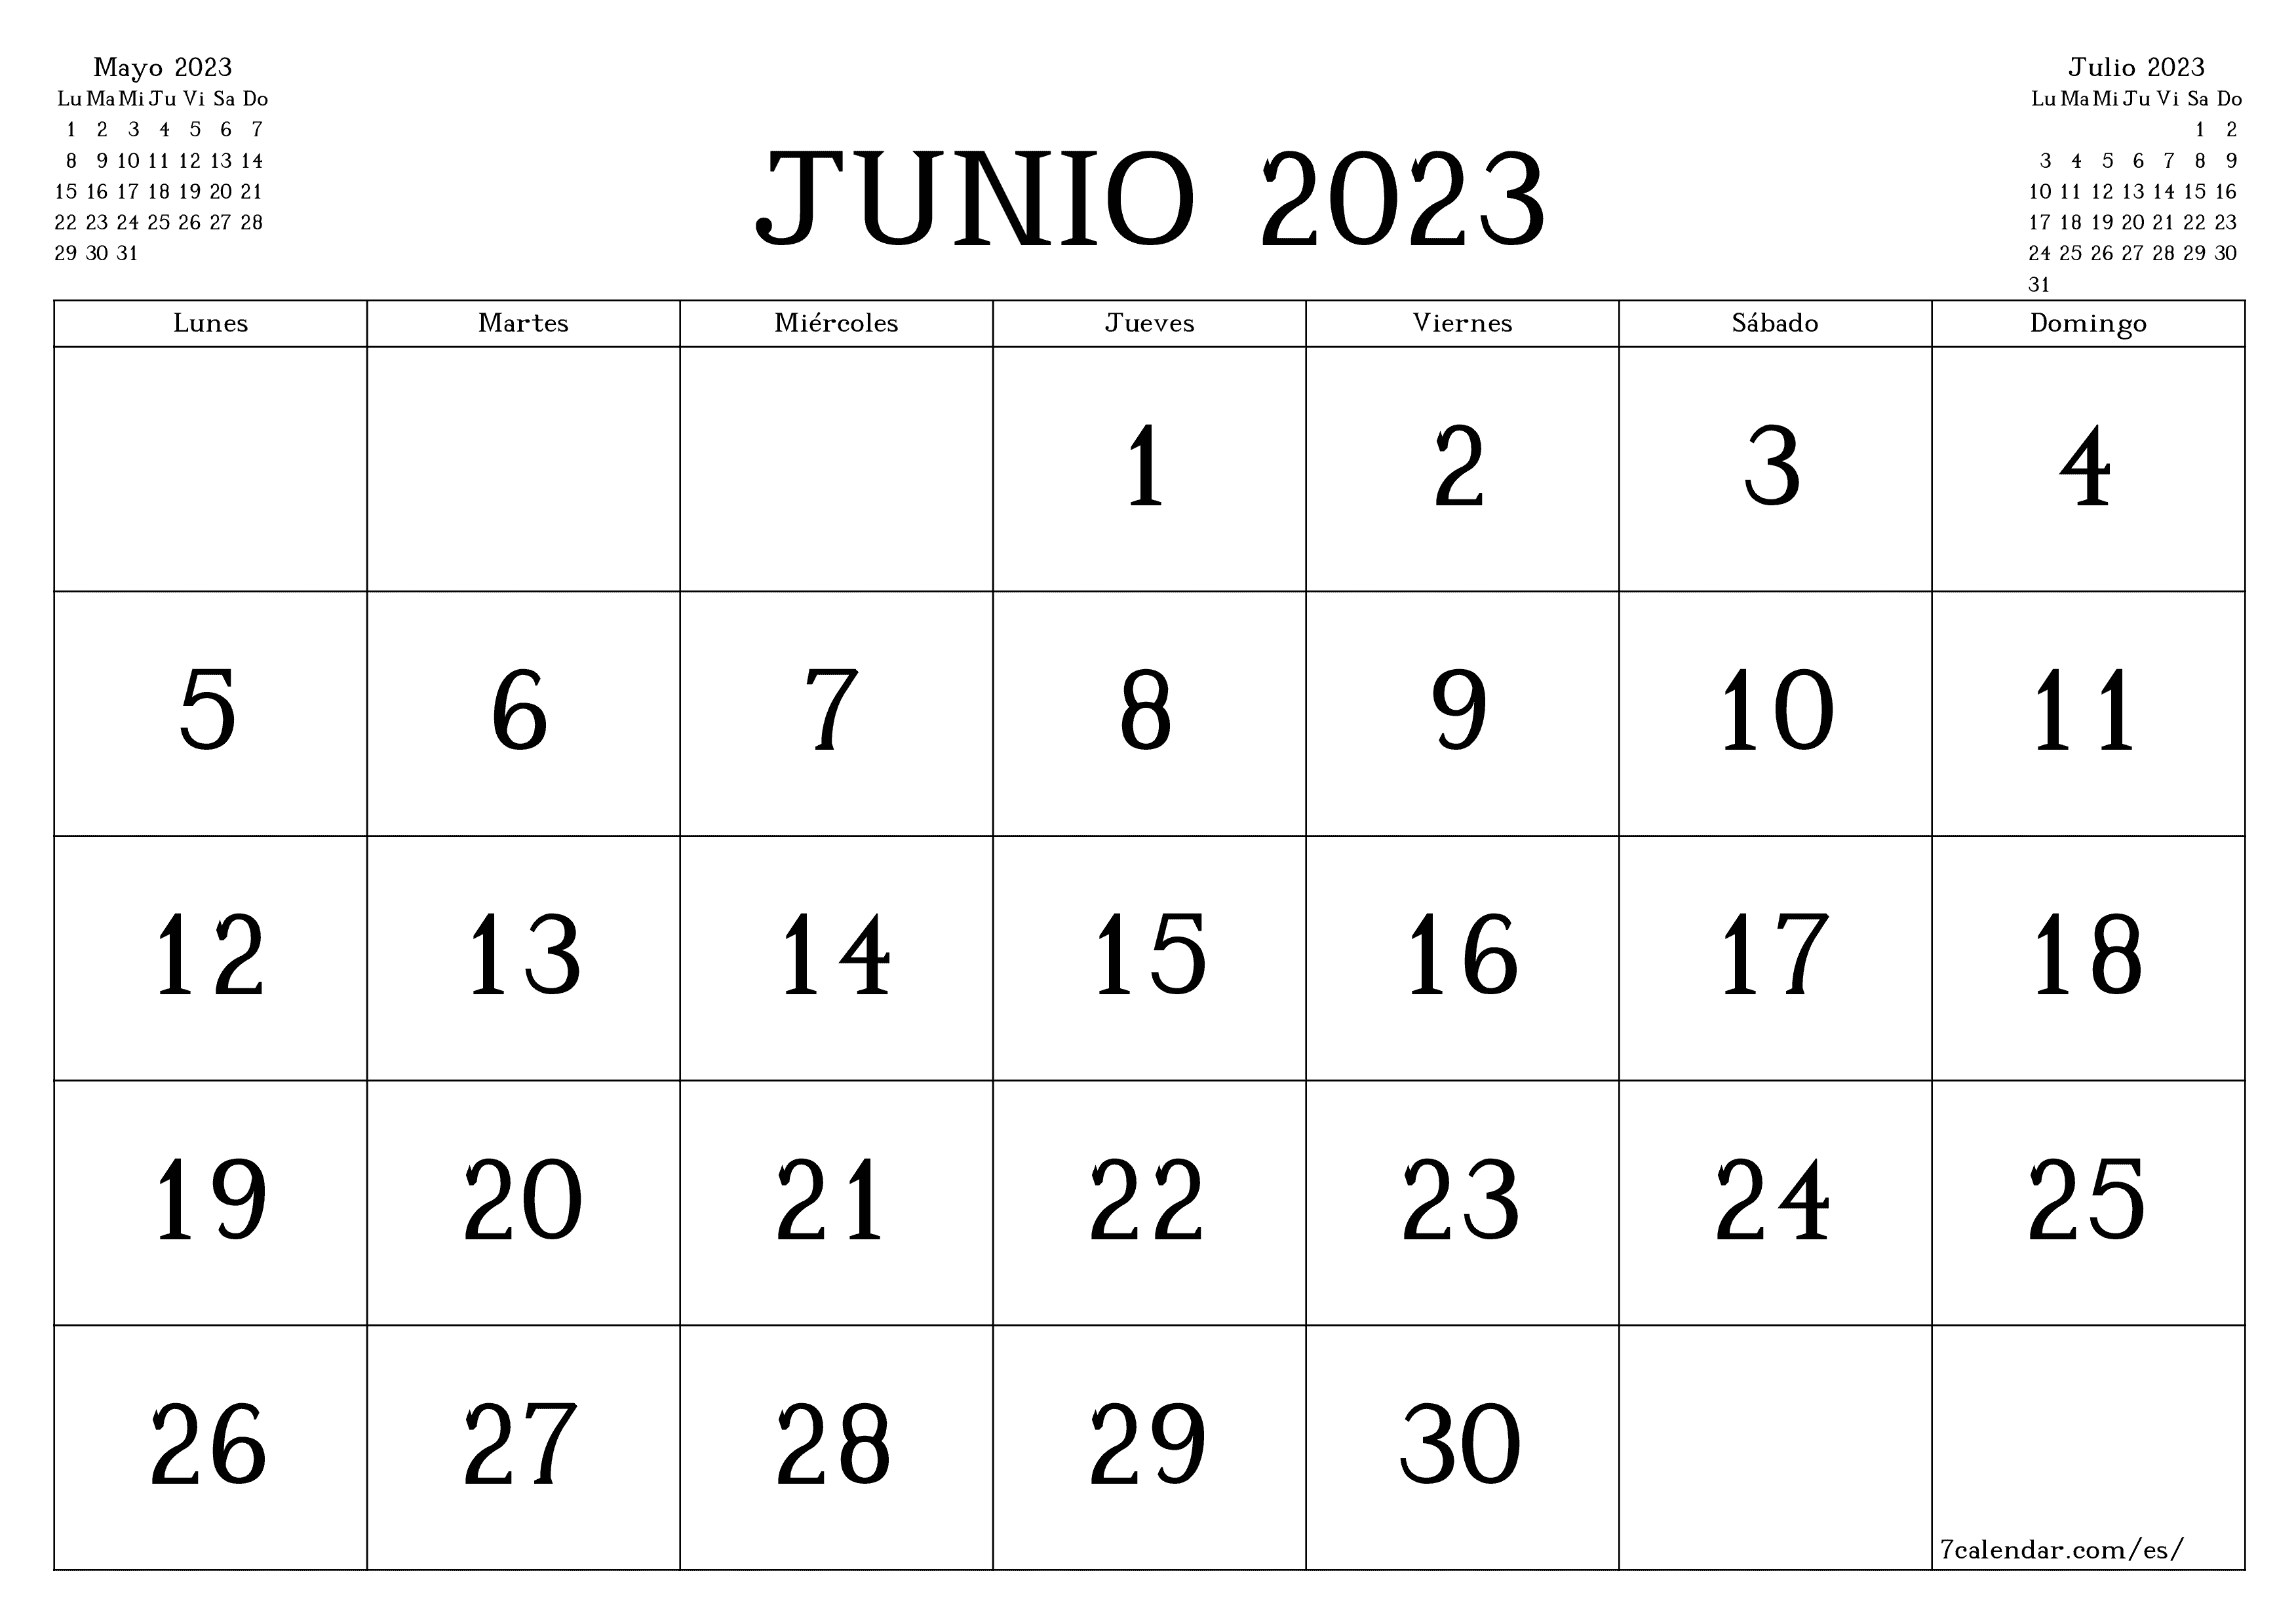 Mayo 2023
Lu Ma Mi Ju Vi Sa Do
1 2 3 4 5 6 7
8 9 10 11 12 13 14
15 16 17 18 19 20 21
22 23 24 25 26 27 28
29 30 31
JUNIO 2023
Julio 2023
Lu Ma Mi Ju Vi Sa Do
1 2
3 4 5 6 7 8 9
10 11 12 13 14 15 16
17 18 19 20 21 22 23
24 25 26 27 28 29 30
31
Lunes Martes Miércoles Jueves Viernes Sábado Domingo
1 2 3 4
5 6 7 8 9 10 11
12 13 14 15 16 17 18
19 20 21 22 23 24 25
26 27 28 29 30
7calendar.com/es/